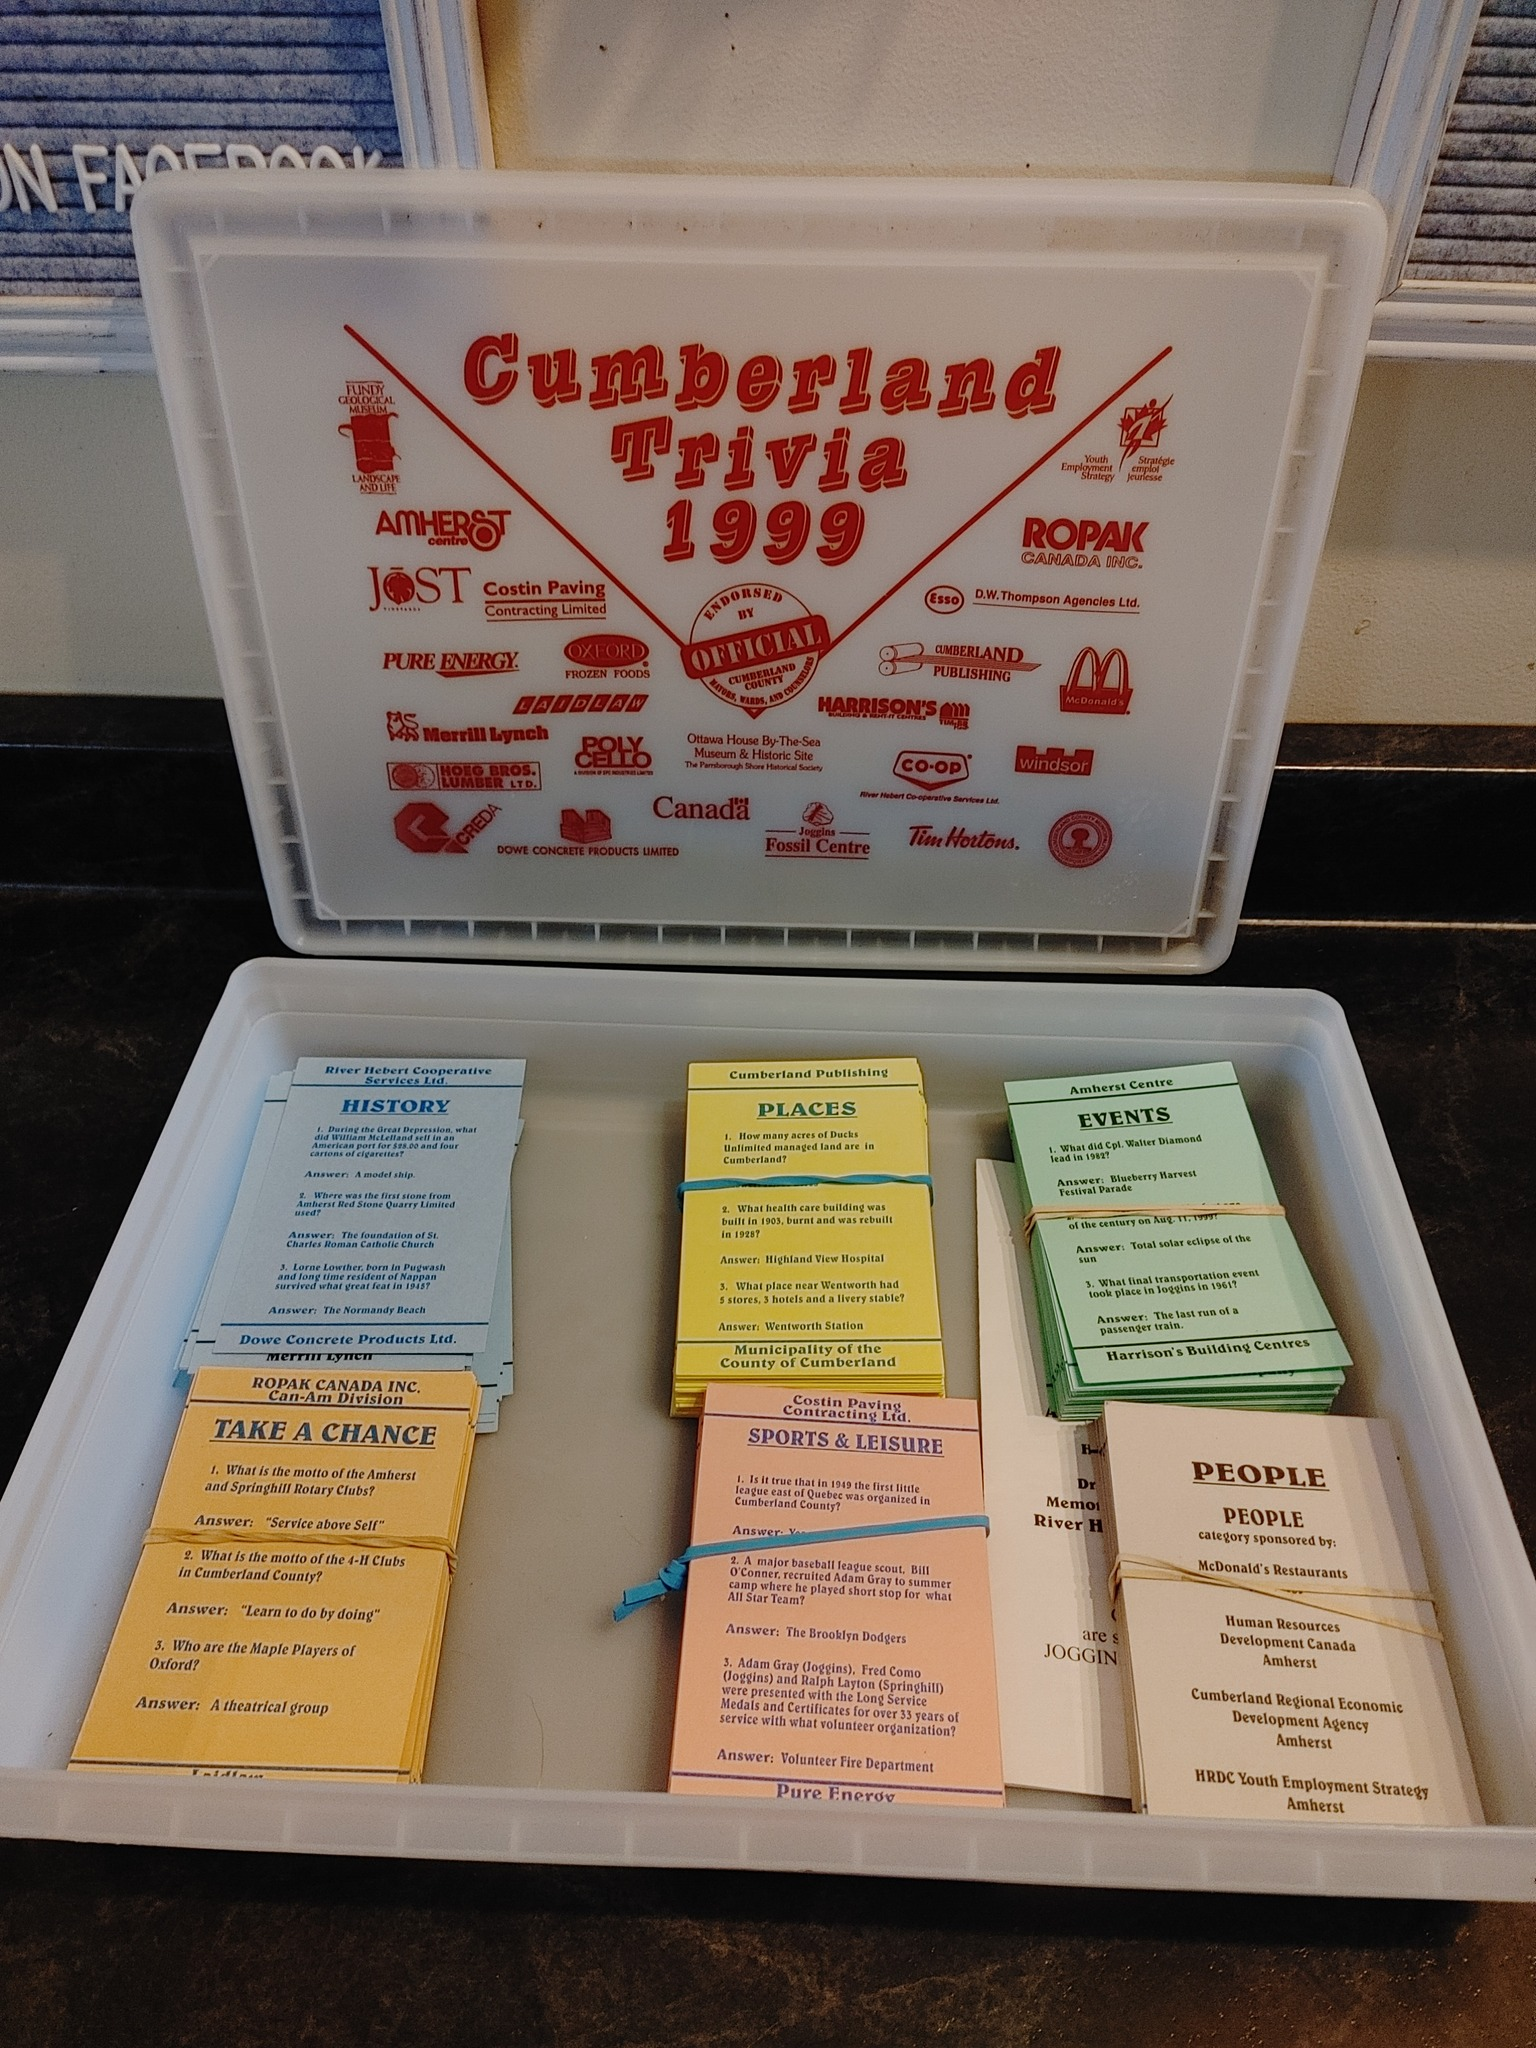 ON FACEBOOK
Cumberland
Trivia
1999
FUNDY
GEOLOGICAL
MUSEUM
LANDSCAPE
AND LIFE
Youth
Employment
Strategy
Stratégie
emploi
jeunesse
AMHERST
centre
ROPAK
CANADA INC.
JOST
VINEYARDS
Costin Paving
Contracting Limited
ENDORSED
BY
OFFICIAL
CUMBERLAND
COUNTY
MAYORS, WARDS, AND COUNSELORS
Esso
D.W. Thompson Agencies Ltd.
PURE ENERGY.
OXFORD
FROZEN FOODS
CUMBERLAND
PUBLISHING
McDonald's
LAIDLAW
HARRISON'S
BUILDING & RENT-IT CENTRES
Merrill Lynch
POLY
CELLO
Ottawa House By-The-Sea
Museum & Historic Site
The Parrsborough Shore Historical Society
CO-OP
River Hebert Co-operative Services Ltd.
windsor
HOEG BROS.
LUMBER LTD.
CREDA
DOWE CONCRETE PRODUCTS LIMITED
Canada
Joggins
Fossil Centre
Tim Hortons.
River Hebert Cooperative
Services Ltd.
HISTORY
1. During the Great Depression, what
did William McLelland sell in an
American port for $25.00 and four
cartons of cigarettes?
Answer: A model ship.
2. Where was the first stone from
Amherst Red Stone Quarry Limited
used?
Answer: The foundation of St.
Charles Roman Catholic Church
3. Lorne Lowther, born in Pugwash
and long time resident of Nappan
survived what great feat in 1945?
Answer: The Normandy Beach
Dowe Concrete Products Ltd.
Merrill Lynch
Cumberland Publishing
PLACES
1. How many acres of Ducks
Unlimited managed land are in
Cumberland?
2. What health care building was
built in 1903, burnt and was rebuilt
in 1928?
Answer: Highland View Hospital
3. What place near Wentworth had
5 stores, 3 hotels and a livery stable?
Answer: Wentworth Station
Municipality of the
County of Cumberland
Amherst Centre
EVENTS
1. What did Cpl. Walter Diamond
lead in 1982?
Answer: Blueberry Harvest
Festival Parade
of the century on Aug. 11, 1999?
Answer: Total solar eclipse of the
sun
3. What final transportation event
took place in Joggins in 1961?
Answer: The last run of a
passenger train.
Harrison's Building Centres
ROPAK CANADA INC.
Can-Am Division
TAKE A CHANCE
1. What is the motto of the Amherst
and Springhill Rotary Clubs?
Answer: "Service above Self"
2. What is the motto of the 4-H Clubs
in Cumberland County?
Answer: "Learn to do by doing"
3. Who are the Maple Players of
Oxford?
Answer: A theatrical group
Laidlaw
Costin Paving
Contracting Ltd.
SPORTS & LEISURE
1. Is it true that in 1949 the first little
league east of Quebec was organized in
Cumberland County?
Answer:
2. A major baseball league scout, Bill
O'Conner, recruited Adam Gray to summer
camp where he played short stop for what
All Star Team?
Answer: The Brooklyn Dodgers
3. Adam Gray (Joggins), Fred Como
(Joggins) and Ralph Layton (Springhill)
were presented with the Long Service
Medals and Certificates for over 33 years of
service with what volunteer organization?
Answer: Volunteer Fire Department
Pure Energy
Dr
Memo
River H
are s
JOGGIN
PEOPLE
PEOPLE
category sponsored by:
McDonald's Restaurants
Human Resources
Development Canada
Amherst
Cumberland Regional Economic
Development Agency
Amherst
HRDC Youth Employment Strategy
Amherst